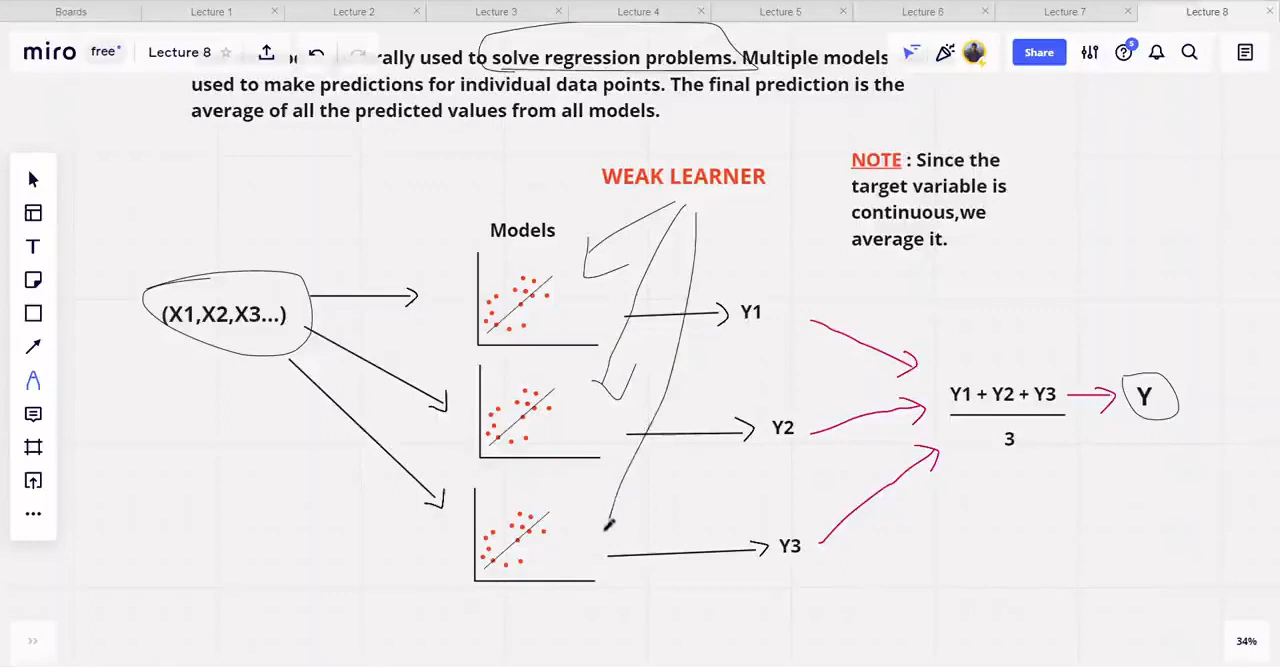 Boards Lecture 1 Lecture 2 Lecture 3 Lecture 4 Lecture 5 Lecture 6 Lecture 7 Lecture 8
miro free Lecture 8 Share 5
used to solve regression problems. Multiple models
used to make predictions for individual data points. The final prediction is the
average of all the predicted values from all models.
WEAK LEARNER
NOTE : Since the
target variable is
continuous,we
average it.
Models
(X1,X2,X3...)
Y1
Y2
Y3
Y1 + Y2 + Y3
3
Y
34%